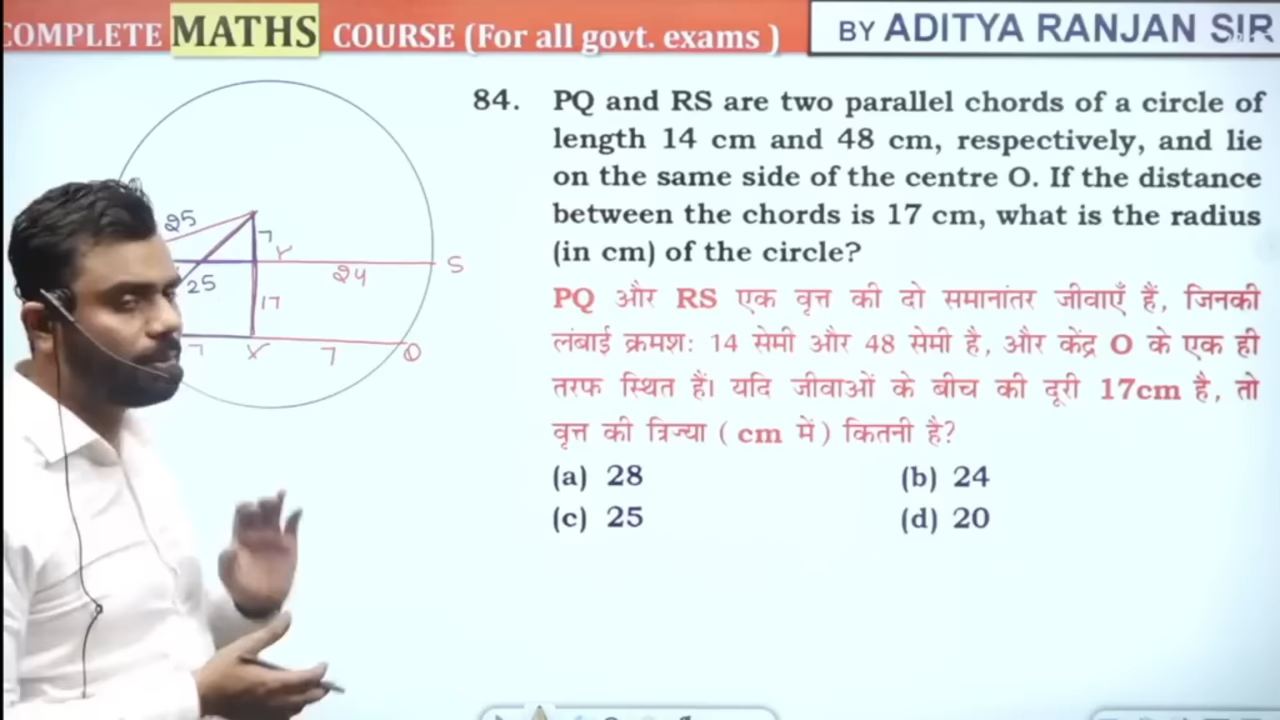 COMPLETE MATHS COURSE (For all govt. exams )
BY ADITYA RANJAN SIR
84. PQ and RS are two parallel chords of a circle of
length 14 cm and 48 cm, respectively, and lie
on the same side of the centre O. If the distance
between the chords is 17 cm, what is the radius
(in cm) of the circle?
PQ और RS एक वृत्त की दो समानांतर जीवाएँ हैं, जिनकी
लंबाई क्रमश: 14 सेमी और 48 सेमी है, और केंद्र O के एक ही
तरफ स्थित हैं। यदि जीवाओं के बीच की दूरी 17cm है, तो
वृत्त की त्रिज्या ( cm में ) कितनी है?
(a) 28 (b) 24
(c) 25 (d) 20
25
7
Y
24
S
25
17
7
X
7